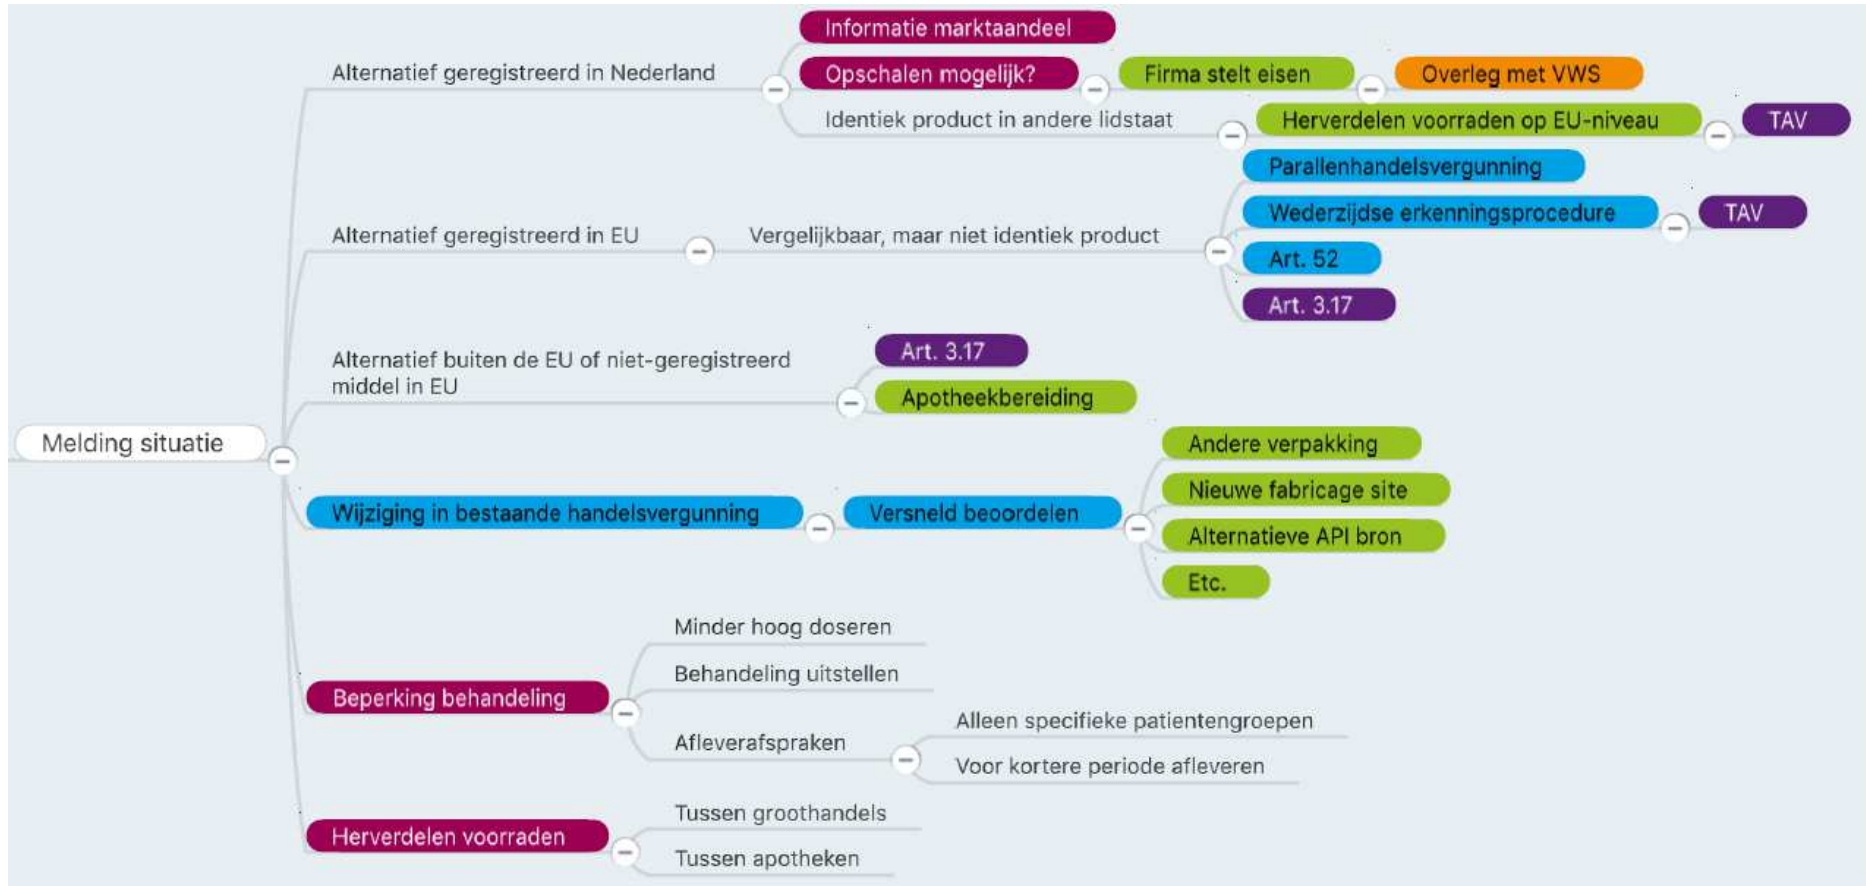 Informatie marktaandeel
Alternatief geregistreerd in Nederland
Opschalen mogelijk?
Firma stelt eisen
Overleg met VWS
Identiek product in andere lidstaat
Herverdelen voorraden op EU-niveau
TAV
Parallenhandelsvergunning
Wederzijdse erkenningsprocedure
TAV
Alternatief geregistreerd in EU
Vergelijkbaar, maar niet identiek product
Art. 52
Art. 3.17
Alternatief buiten de EU of niet-geregistreerd
middel in EU
Art. 3.17
Apotheekbereiding
Melding situatie
Wijziging in bestaande handelsvergunning
Versneld beoordelen
Andere verpakking
Nieuwe fabricage site
Alternatieve API bron
Etc.
Beperking behandeling
Minder hoog doseren
Behandeling uitstellen
Afleverafspraken
Alleen specifieke patientengroepen
Voor kortere periode afleveren
Herverdelen voorraden
Tussen groothandels
Tussen apotheken